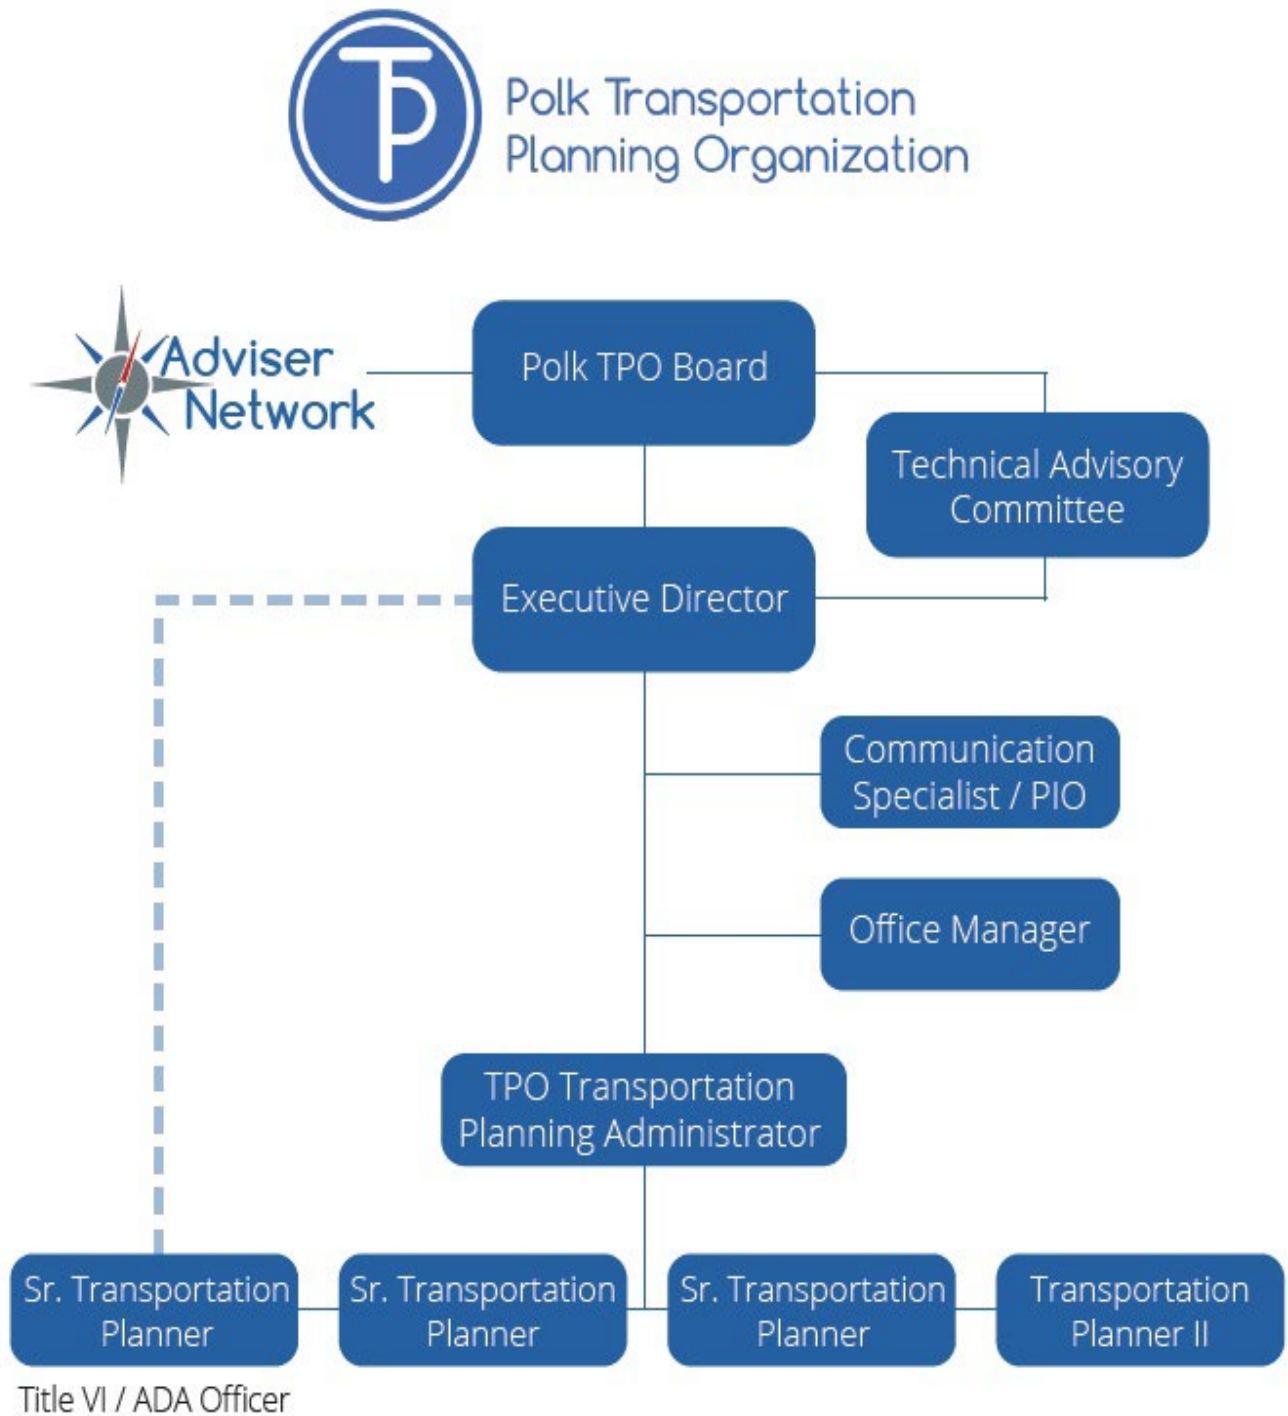 TP
Polk Transportation
Planning Organization
Adviser
Network
Polk TPO Board
Technical Advisory
Committee
Executive Director
Communication
Specialist / PIO
Office Manager
TPO Transportation
Planning Administrator
Sr. Transportation
Planner
Sr. Transportation
Planner
Sr. Transportation
Planner
Transportation
Planner II
Title VI / ADA Officer